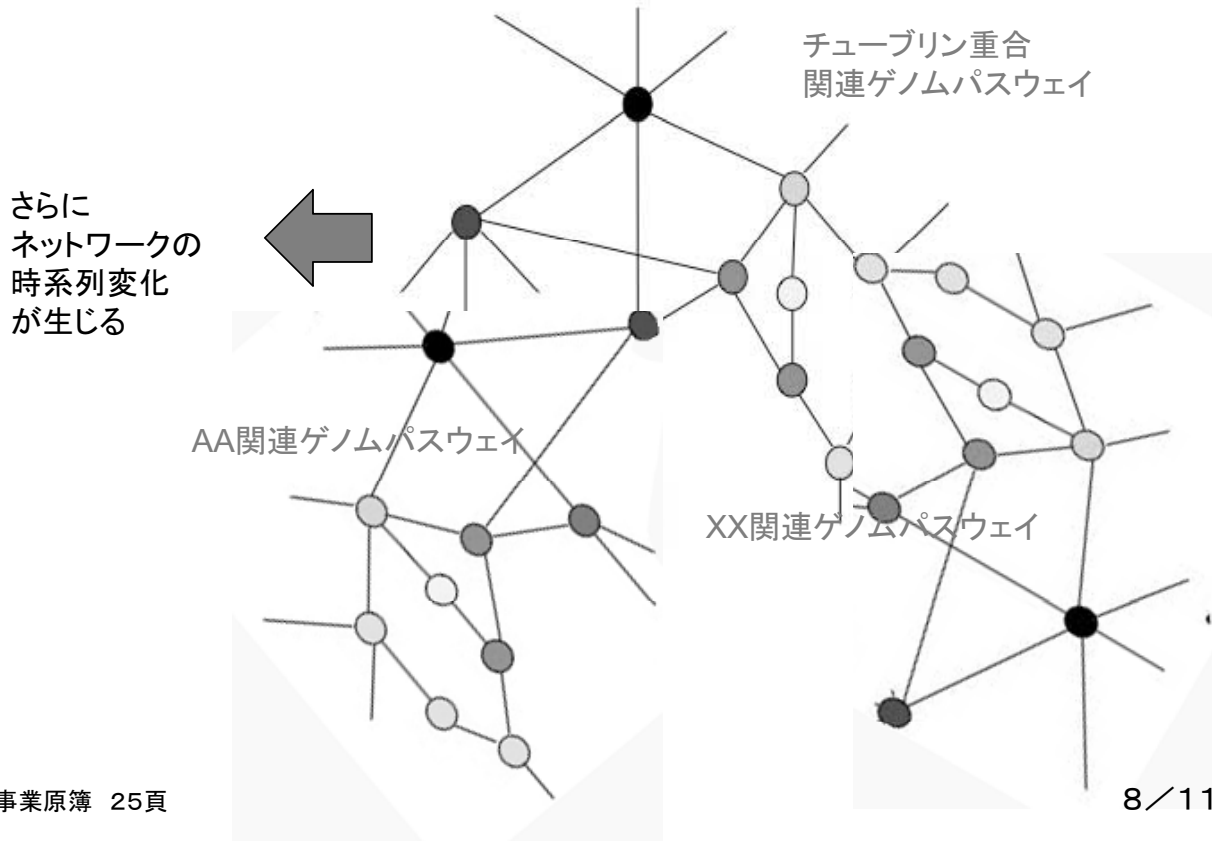 チューブリン重合
関連ゲノムパスウェイ
さらに
ネットワークの
時系列変化
が生じる
AA関連ゲノムパスウェイ
XX関連ゲノムパスウェイ
事業原簿 25頁
8／11